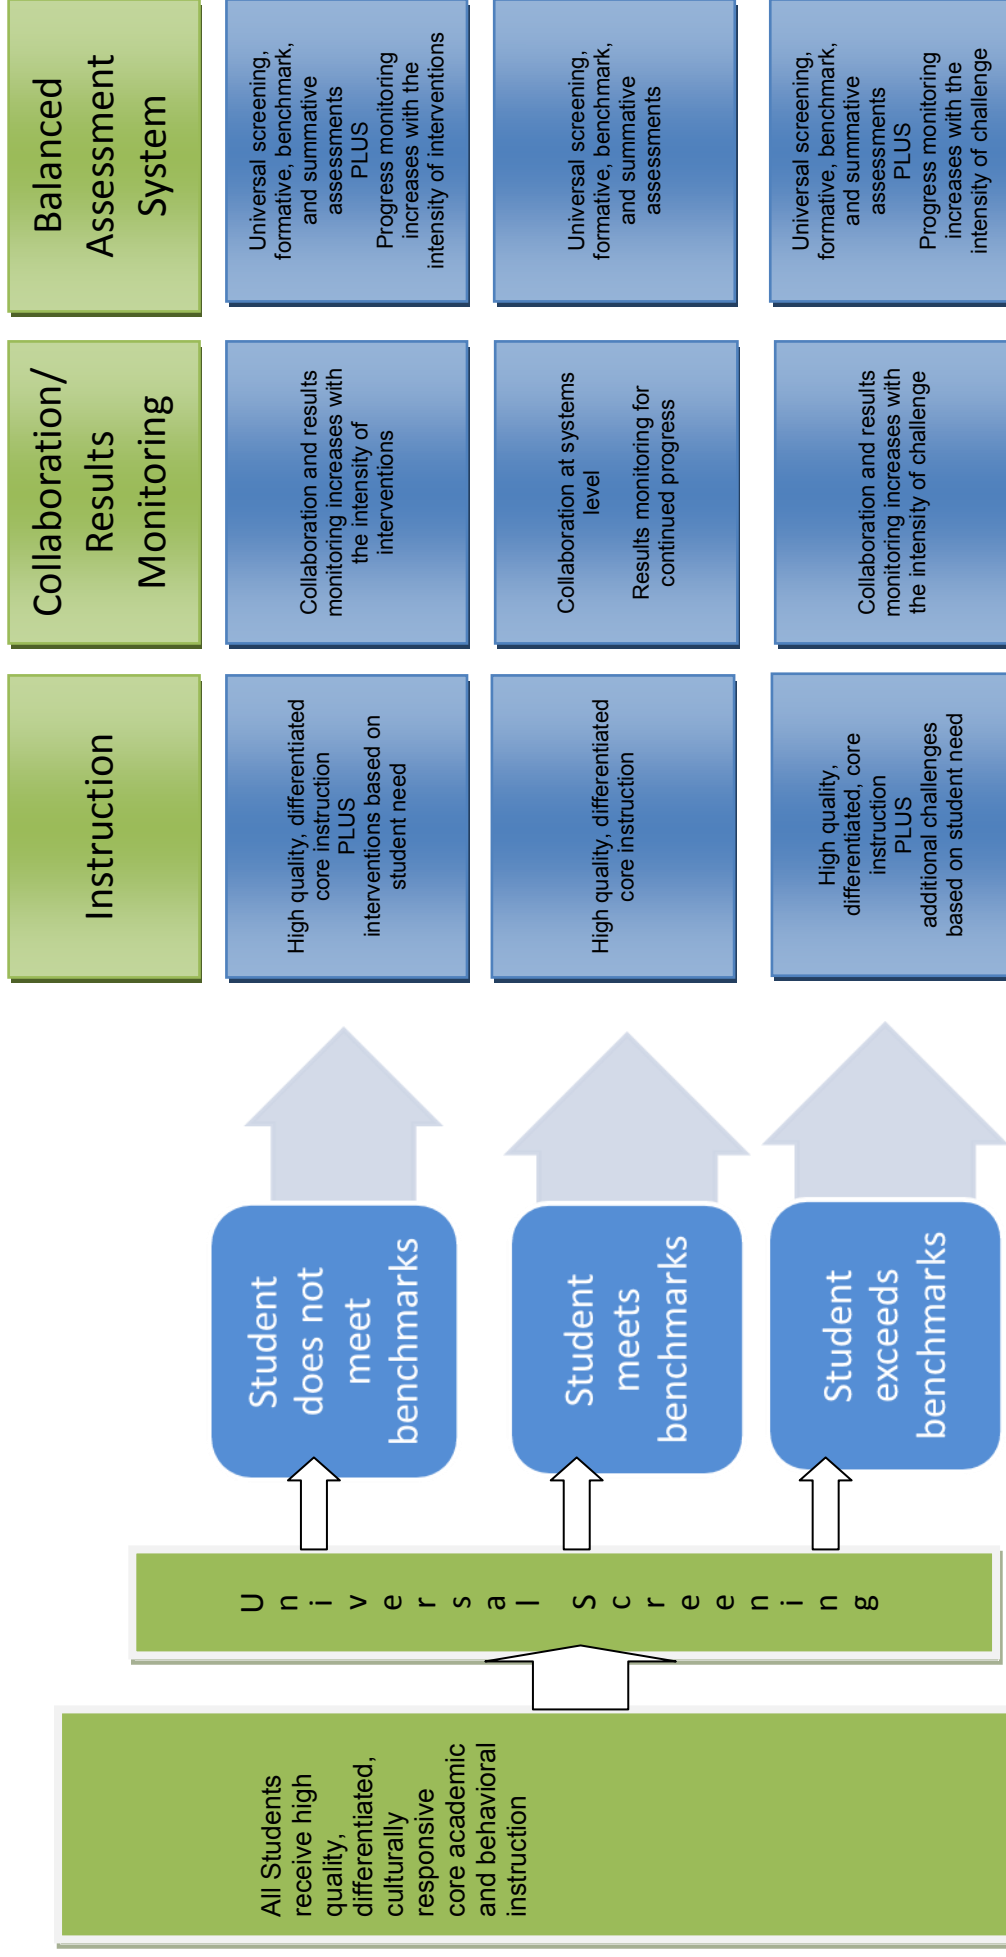 All Students
receive high
quality,
differentiated,
culturally
responsive
core academic
and behavioral
instruction
Universal Screening
Student
does not
meet
benchmarks
Student
meets
benchmarks
Student
exceeds
benchmarks
Instruction
Collaboration/
Results
Monitoring
Balanced
Assessment
System
High quality, differentiated
core instruction
PLUS
interventions based on
student need
Collaboration and results
monitoring increases with
the intensity of
interventions
Universal screening,
formative, benchmark,
and summative
assessments
PLUS
Progress monitoring
increases with the
intensity of interventions
High quality, differentiated
core instruction
Collaboration at systems
level
Results monitoring for
continued progress
Universal screening,
formative, benchmark,
and summative
assessments
High quality,
differentiated, core
instruction
PLUS
additional challenges
based on student need
Collaboration and results
monitoring increases with
the intensity of challenge
Universal screening,
formative, benchmark,
and summative
assessments
PLUS
Progress monitoring
increases with the
intensity of challenge